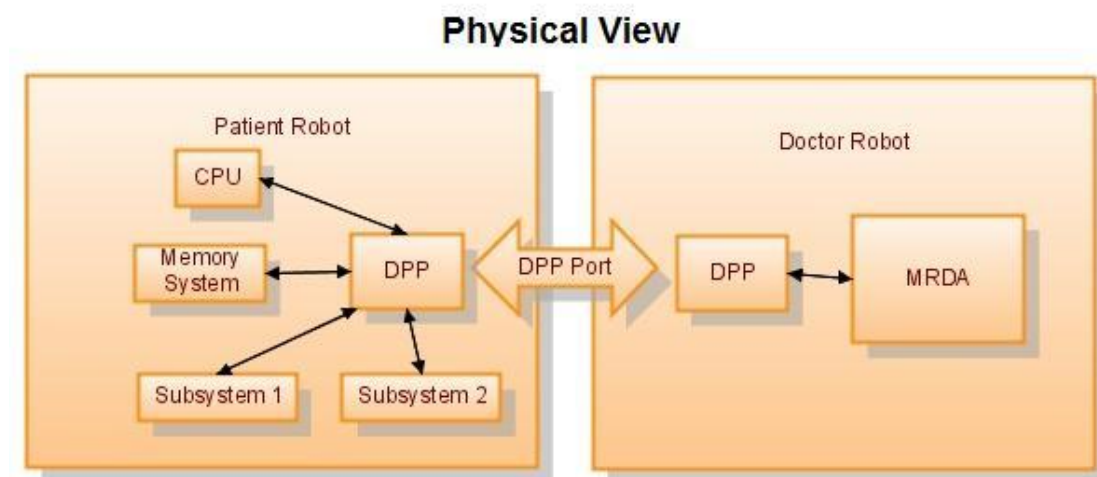 Physical View
Patient Robot
CPU
Memory
System
DPP
Subsystem 1
Subsystem 2
DPP Port
Doctor Robot
DPP
MRDA